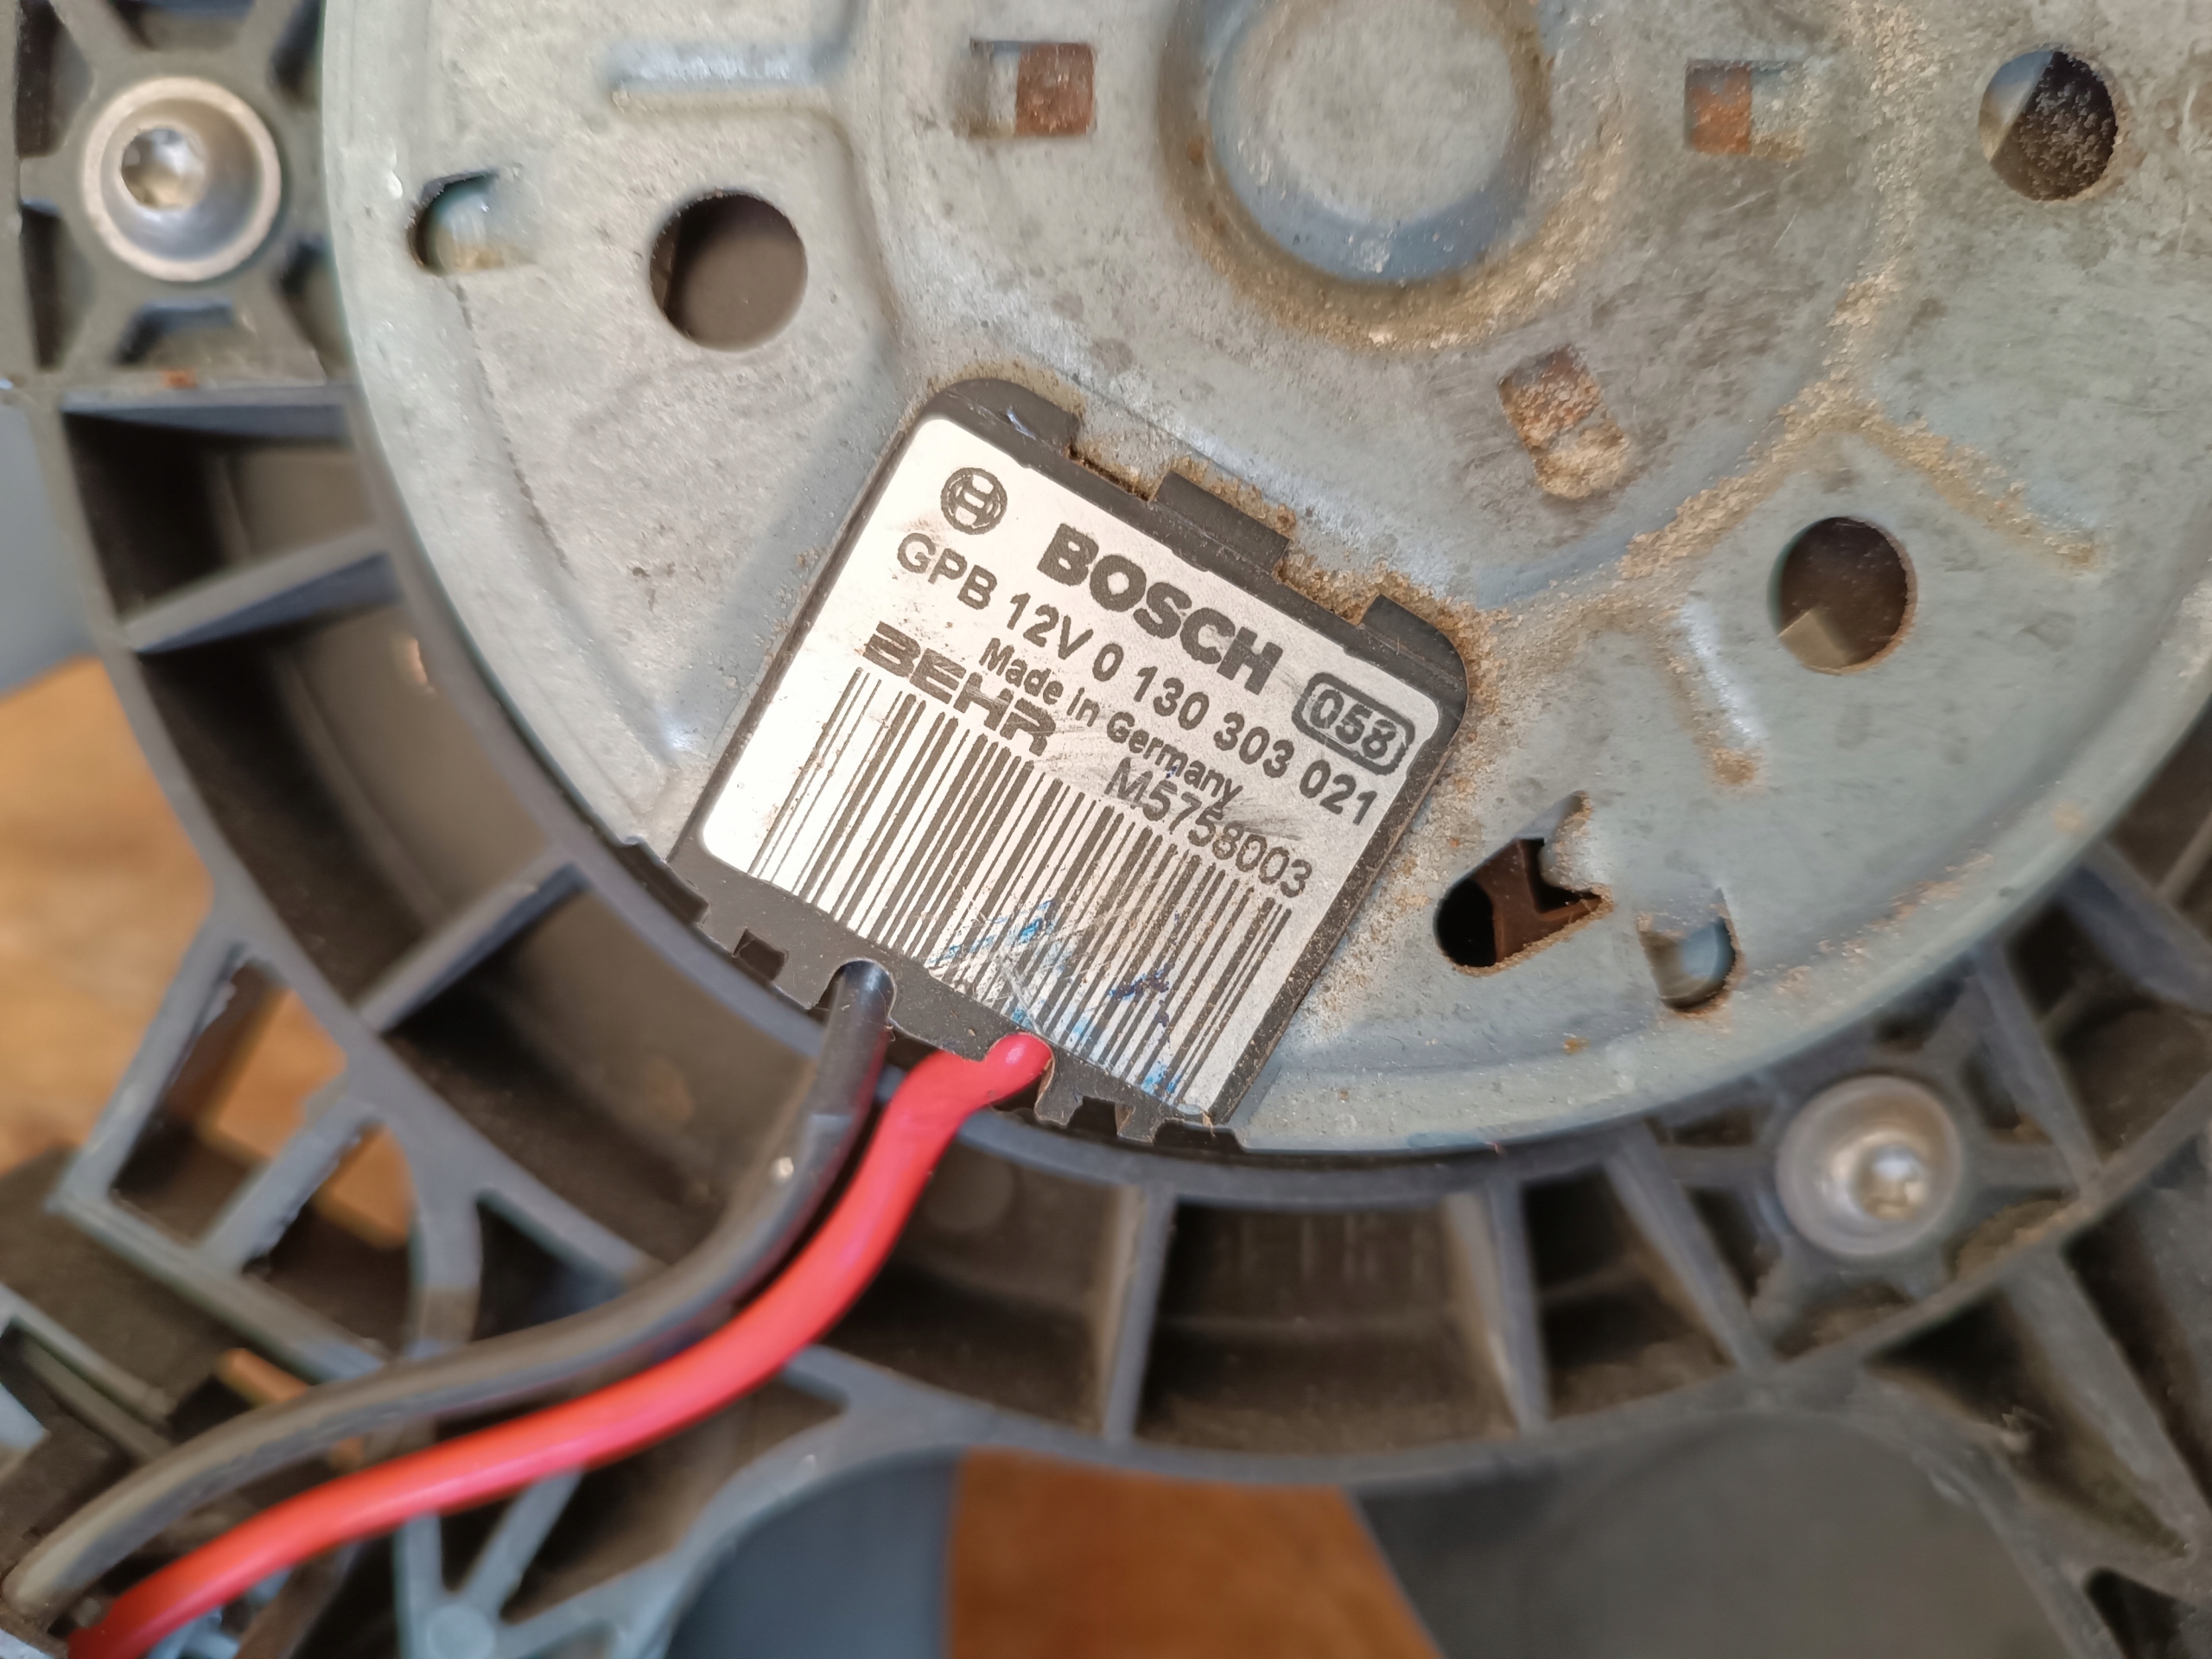 BOSCH 058
GPB 12V 0 130 303 021
Made in Germany
BEHR M5758003